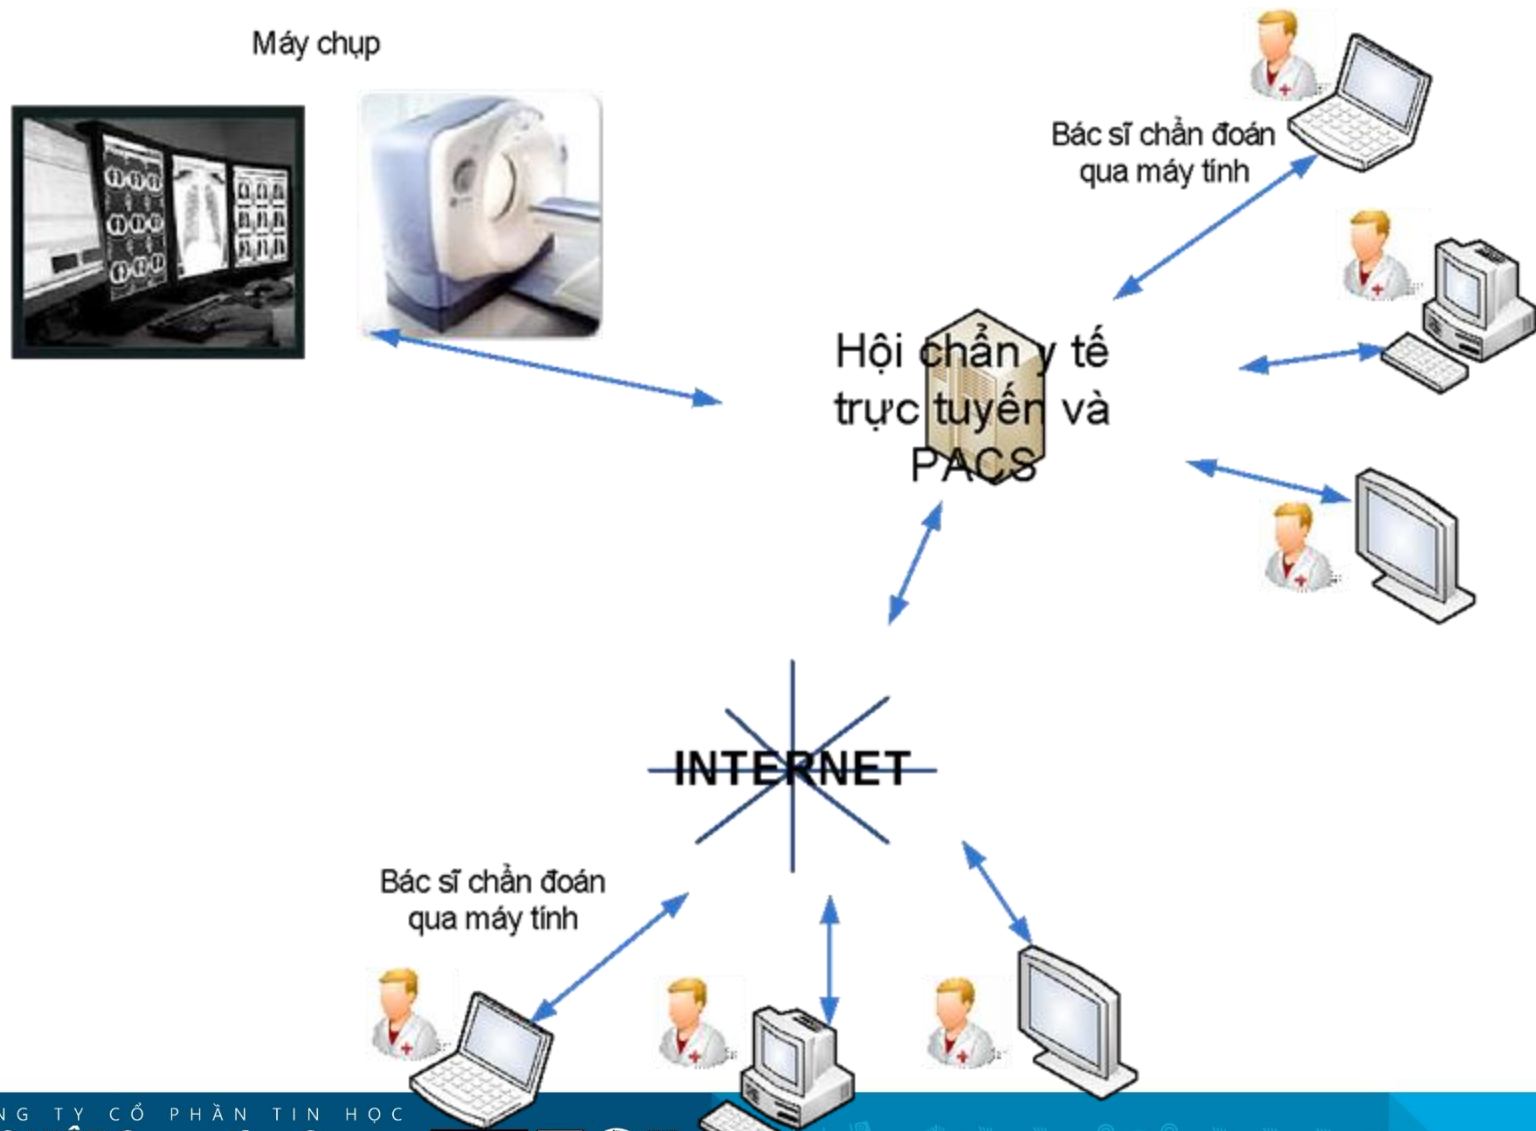 Máy chụp
Bác sĩ chẩn đoán
qua máy tính
Hội chẩn y tế
trực tuyến và
PACS
INTERNET
Bác sĩ chẩn đoán
qua máy tính
NG TY CỔ PHẦN TIN HỌC